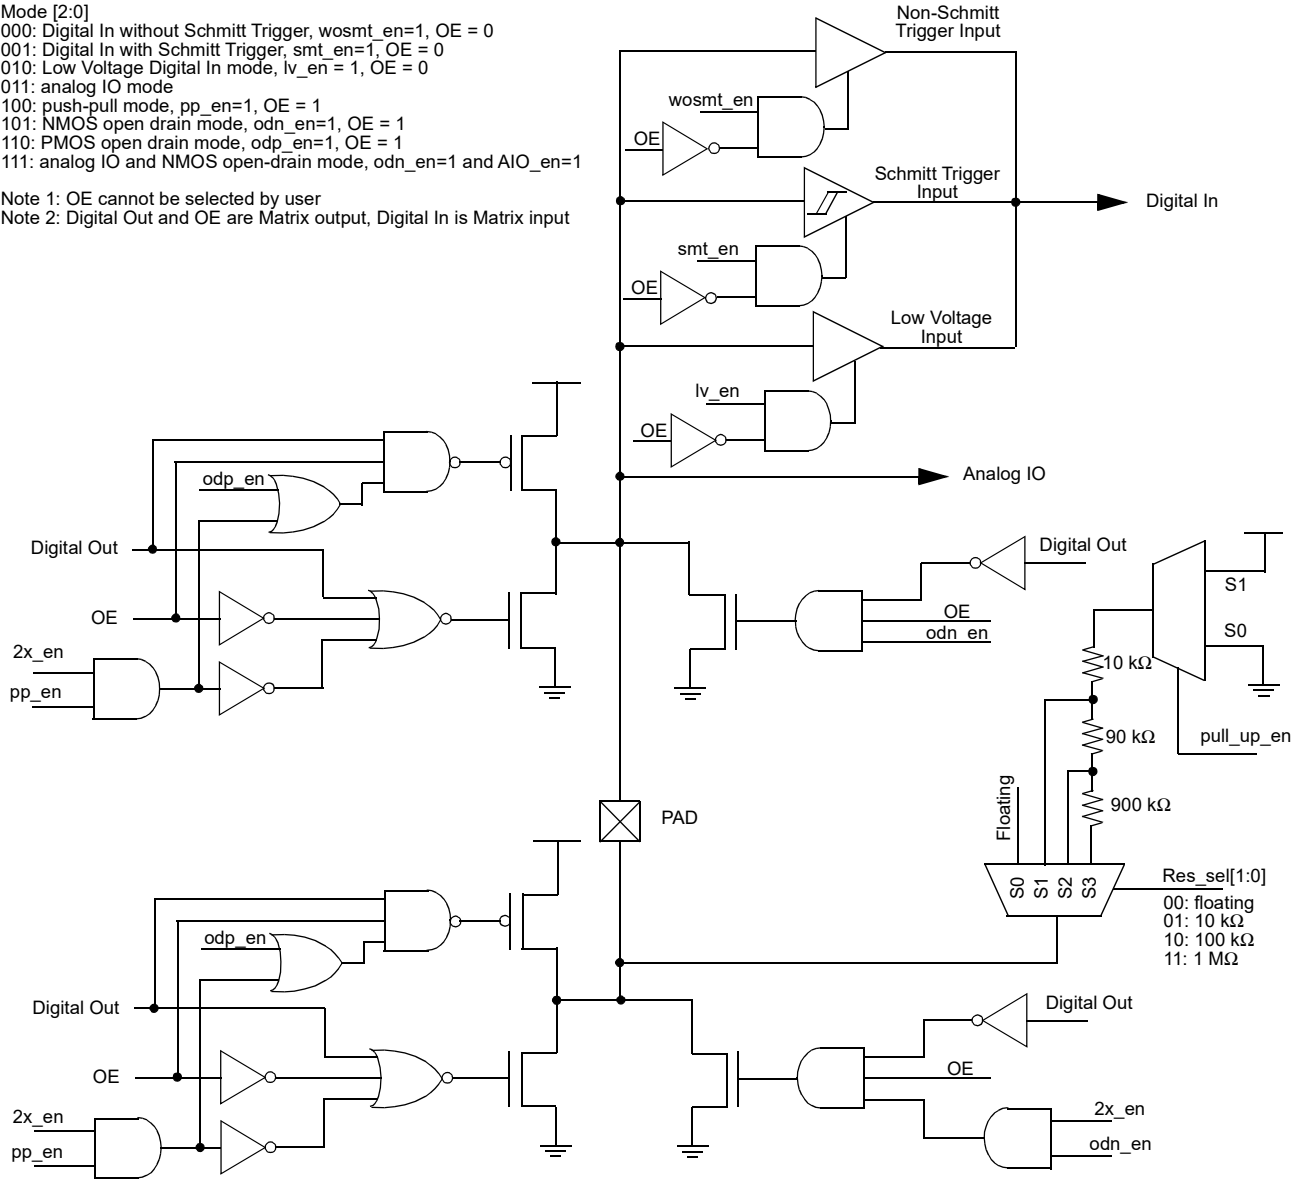 Mode [2:0]
000: Digital In without Schmitt Trigger, wosmt_en=1, OE = 0
001: Digital In with Schmitt Trigger, smt_en=1, OE = 0
010: Low Voltage Digital In mode, lv_en = 1, OE = 0
011: analog IO mode
100: push-pull mode, pp_en=1, OE = 1
101: NMOS open drain mode, odn_en=1, OE = 1
110: PMOS open drain mode, odp_en=1, OE = 1
111: analog IO and NMOS open-drain mode, odn_en=1 and AIO_en=1
Note 1: OE cannot be selected by user
Note 2: Digital Out and OE are Matrix output, Digital In is Matrix input
Non-Schmitt
Trigger Input
wosmt_en
OE
Schmitt Trigger
Input
Digital In
smt_en
OE
Low Voltage
Input
lv_en
OE
Analog IO
odp_en
Digital Out
OE
2x_en
pp_en
Digital Out
OE
odn_en
S1
S0
10 kΩ
90 kΩ
900 kΩ
pull_up_en
Floating
S0
S1
S2
S3
Res_sel[1:0]
00: floating
01: 10 kΩ
10: 100 kΩ
11: 1 MΩ
PAD
odp_en
Digital Out
OE
2x_en
pp_en
Digital Out
OE
2x_en
odn_en